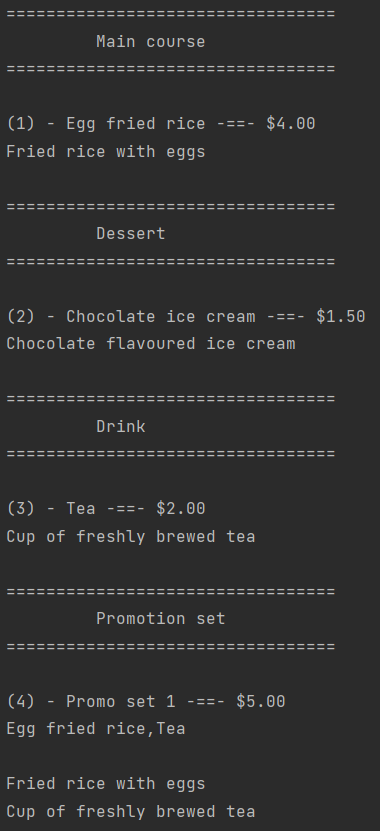 =================================
Main course
=================================
(1) - Egg fried rice -==- $4.00
Fried rice with eggs
=================================
Dessert
=================================
(2) - Chocolate ice cream -==- $1.50
Chocolate flavoured ice cream
=================================
Drink
=================================
(3) - Tea -==- $2.00
Cup of freshly brewed tea
=================================
Promotion set
=================================
(4) - Promo set 1 -==- $5.00
Egg fried rice,Tea
Fried rice with eggs
Cup of freshly brewed tea